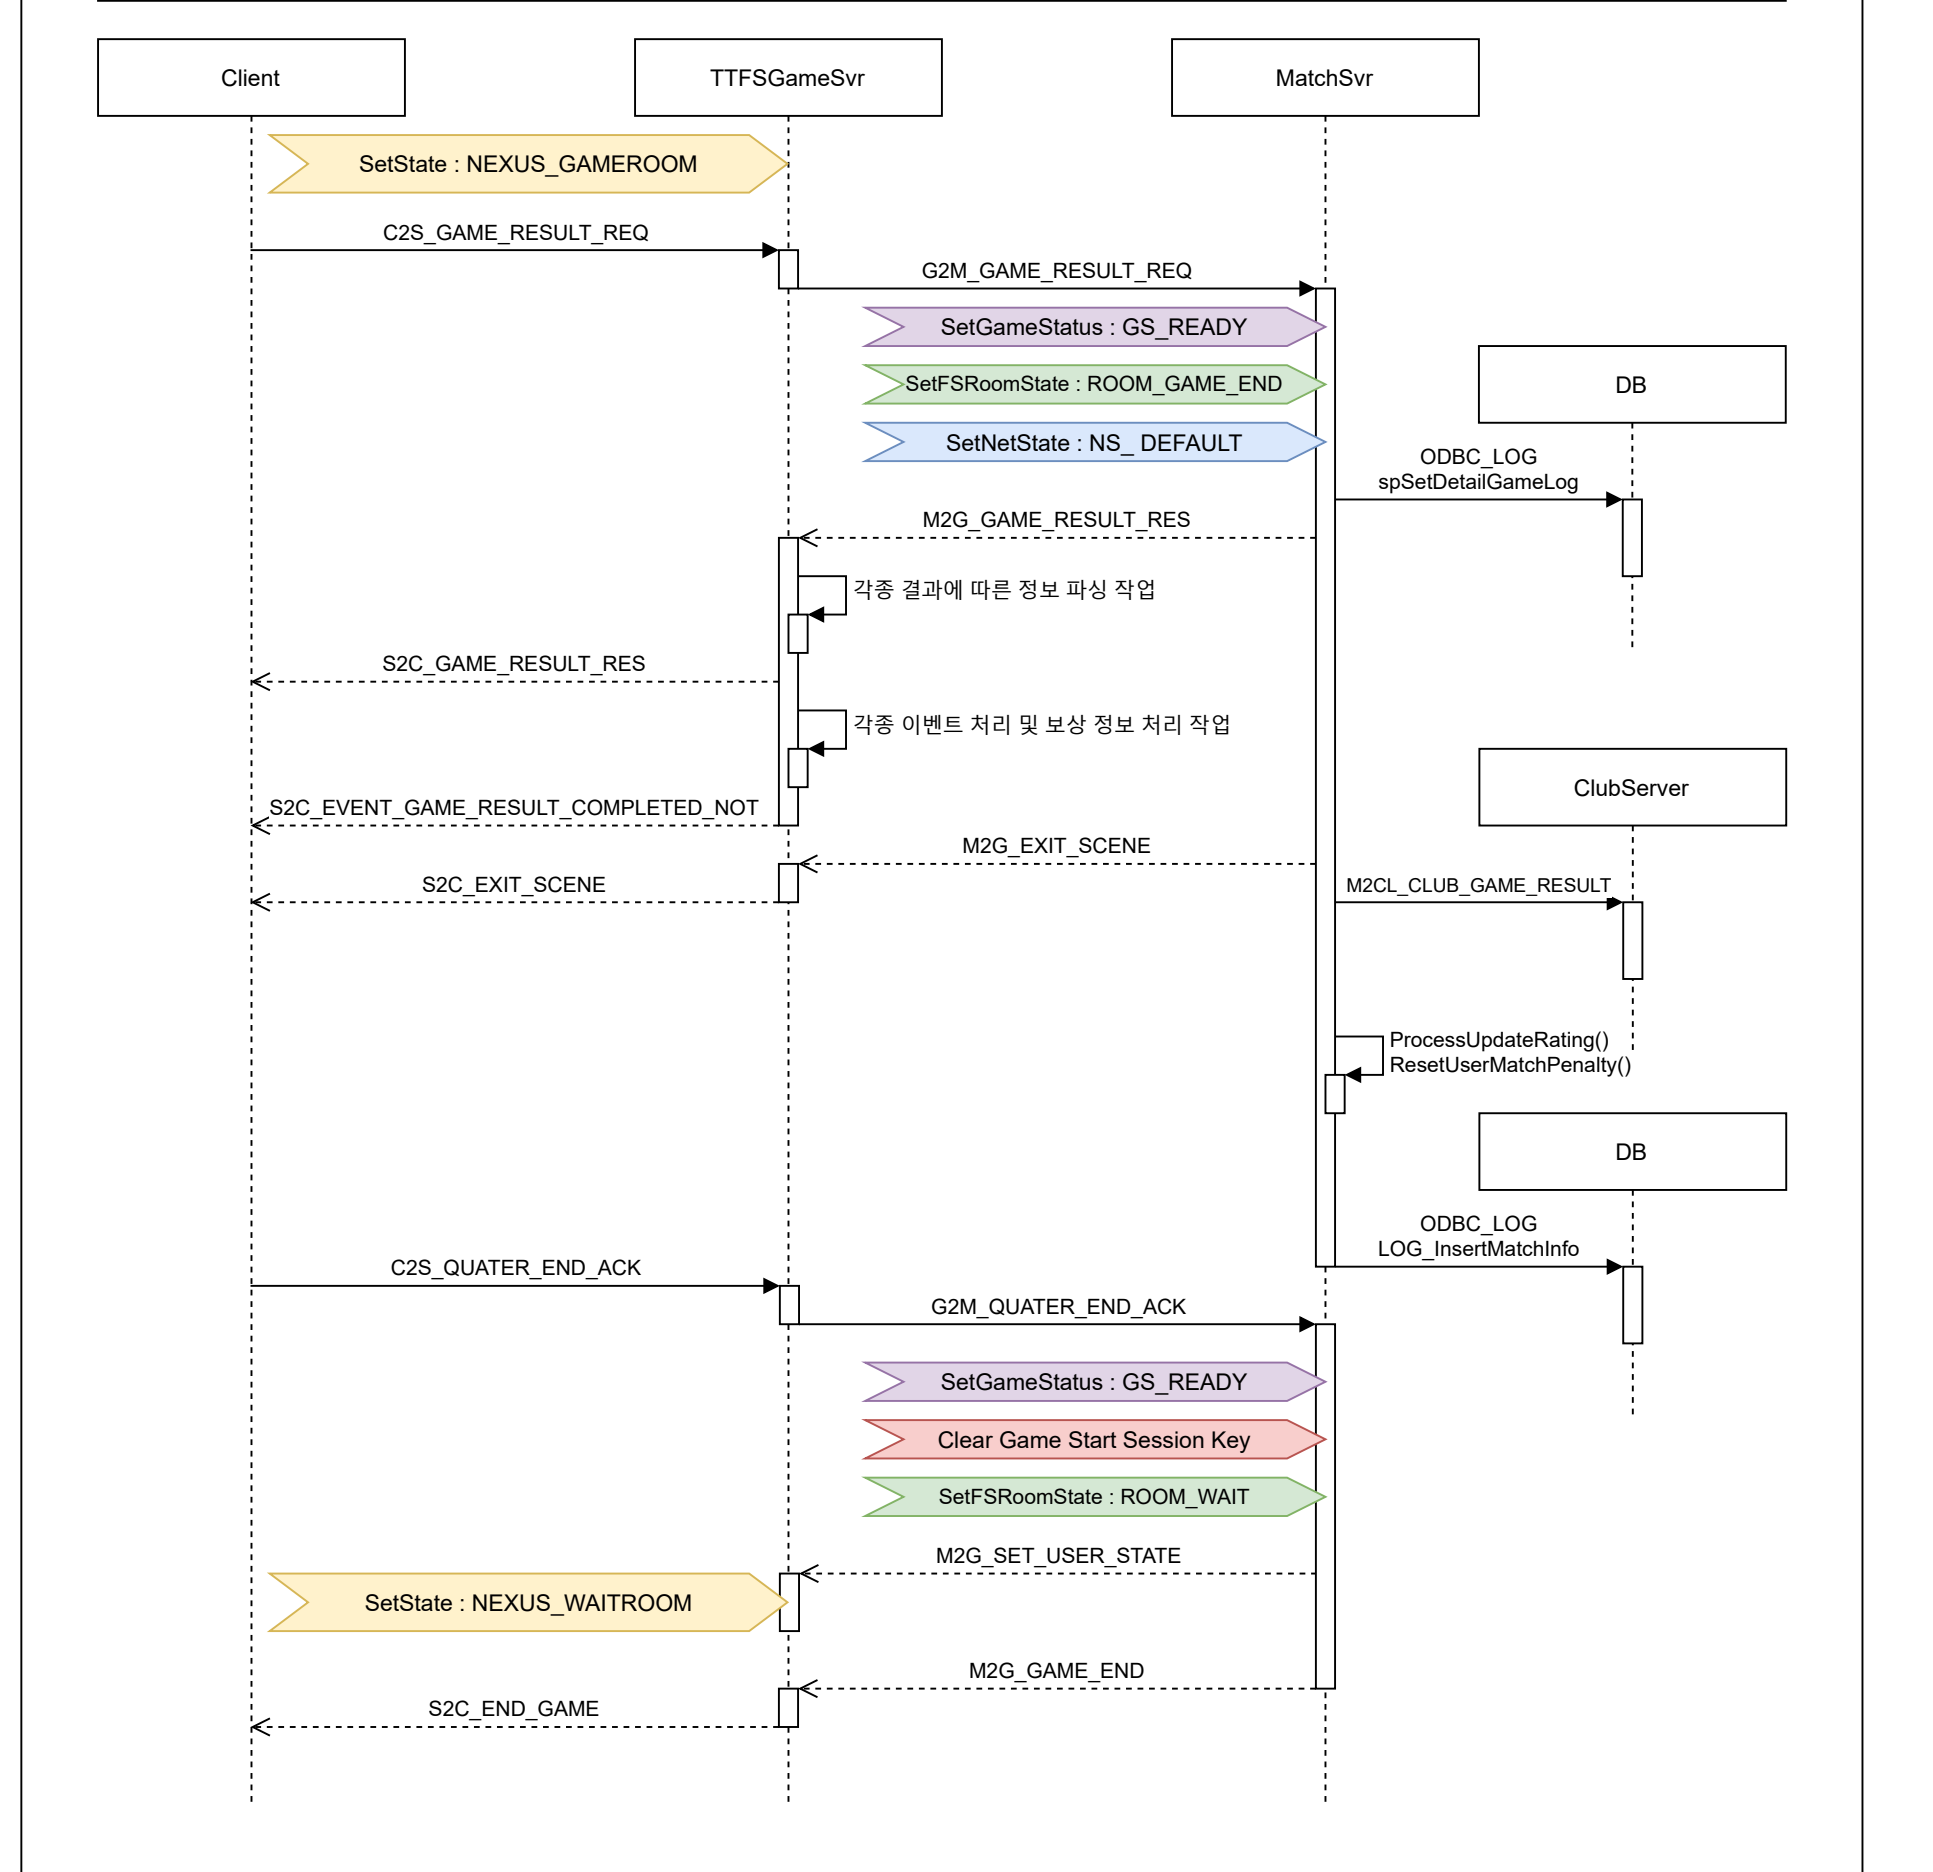 Client
TTFSGameSvr
MatchSvr
SetState : NEXUS_GAMEROOM
C2S_GAME_RESULT_REQ
G2M_GAME_RESULT_REQ
SetGameStatus : GS_READY
SetFSRoomState : ROOM_GAME_END
DB
SetNetState : NS_ DEFAULT
ODBC_LOG
spSetDetailGameLog
M2G_GAME_RESULT_RES
각종 결과에 따른 정보 파싱 작업
S2C_GAME_RESULT_RES
각종 이벤트 처리 및 보상 정보 처리 작업
ClubServer
S2C_EVENT_GAME_RESULT_COMPLETED_NOT
M2G_EXIT_SCENE
S2C_EXIT_SCENE
M2CL_CLUB_GAME_RESULT
ProcessUpdateRating()
ResetUserMatchPenalty()
DB
ODBC_LOG
LOG_InsertMatchInfo
C2S_QUATER_END_ACK
G2M_QUATER_END_ACK
SetGameStatus : GS_READY
Clear Game Start Session Key
SetFSRoomState : ROOM_WAIT
M2G_SET_USER_STATE
SetState : NEXUS_WAITROOM
M2G_GAME_END
S2C_END_GAME